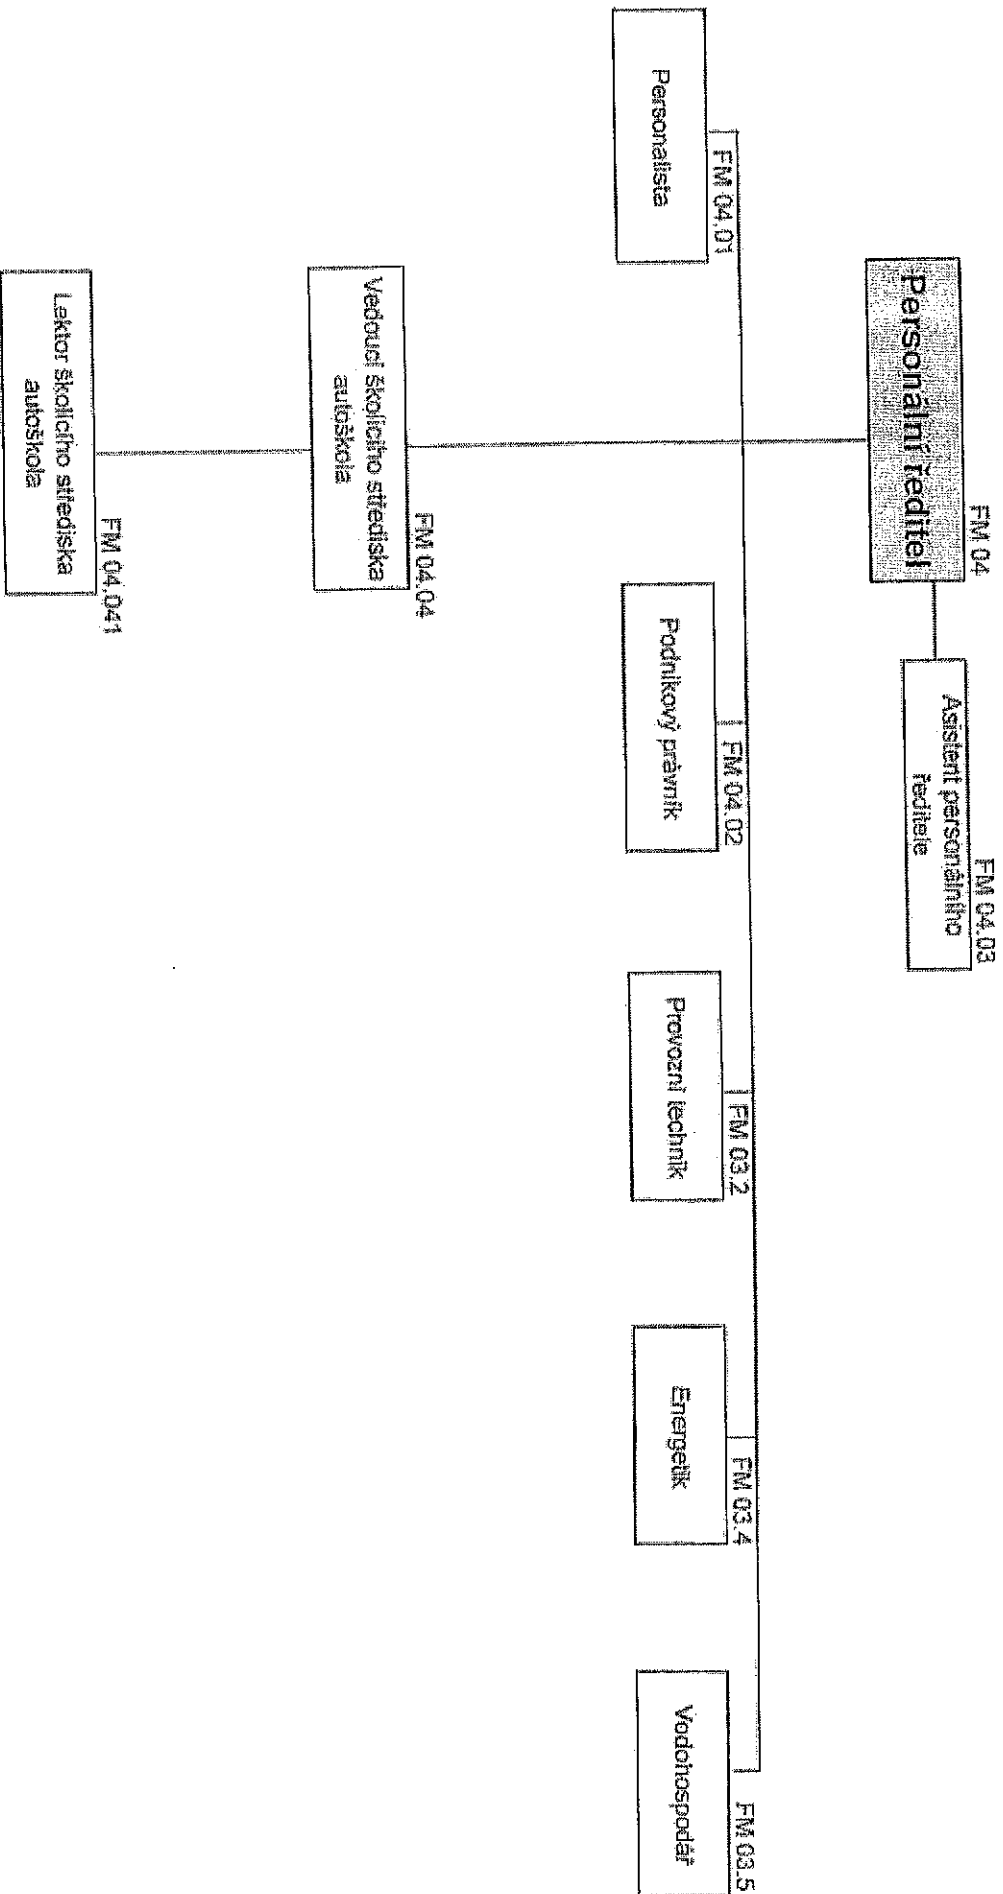 FM 04
Personální ředitel
FM 04.03
Asistent personálního
ředitele
FM 04.01
Personalista
FM 04.02
Podnikový právník
FM 03.2
Provozní technik
FM 03.4
Energetik
FM 03.5
Vodohospodář
FM 04.04
Vedoucí školícího střediska
autoškola
FM 04.041
Lektor školícího střediska
autoškola